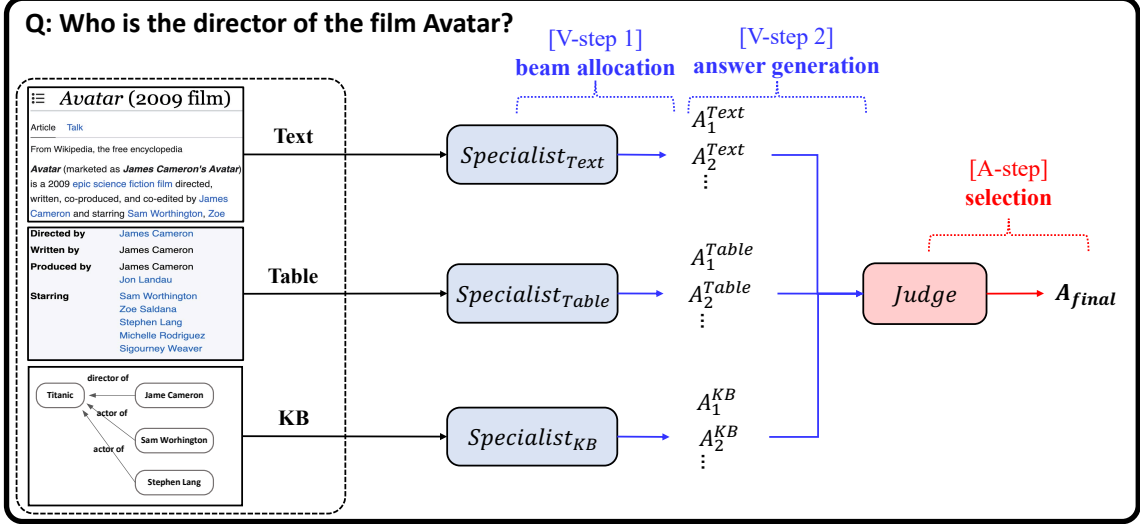 Q: Who is the director of the film Avatar?
[V-step 1]
beam allocation
[V-step 2]
answer generation
Avatar (2009 film)
Article Talk
From Wikipedia, the free encyclopedia
Avatar (marketed as James Cameron's Avatar)
is a 2009 epic science fiction film directed,
written, co-produced, and co-edited by James
Cameron and starring Sam Worthington, Zoe
Text
Specialist_Text
A_1^Text
A_2^Text
⋮
[A-step]
selection
Directed by James Cameron
Written by James Cameron
Produced by James Cameron
Jon Landau
Starring Sam Worthington
Zoe Saldana
Stephen Lang
Michelle Rodriguez
Sigourney Weaver
Table
Specialist_Table
A_1^Table
A_2^Table
⋮
Judge
A_final
director of
Titanic
Jame Cameron
actor of
Sam Worhington
actor of
Stephen Lang
KB
Specialist_KB
A_1^KB
A_2^KB
⋮